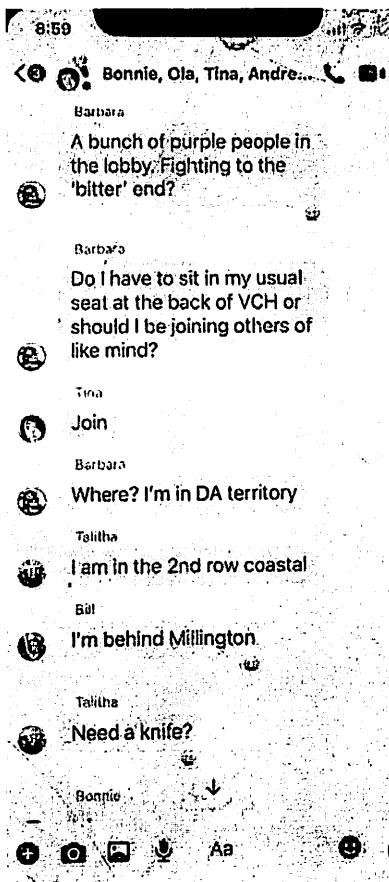 8:59
Bonnie, Ola, Tina, Andre...
Barbara
A bunch of purple people in
the lobby. Fighting to the
'bitter' end?
Barbara
Do I have to sit in my usual
seat at the back of VCH or
should I be joining others of
like mind?
Tina
Join
Barbara
Where? I'm in DA territory
Talitha
I am in the 2nd row coastal
Bill
I'm behind Millington
Talitha
Need a knife?
Bonnie
Aa